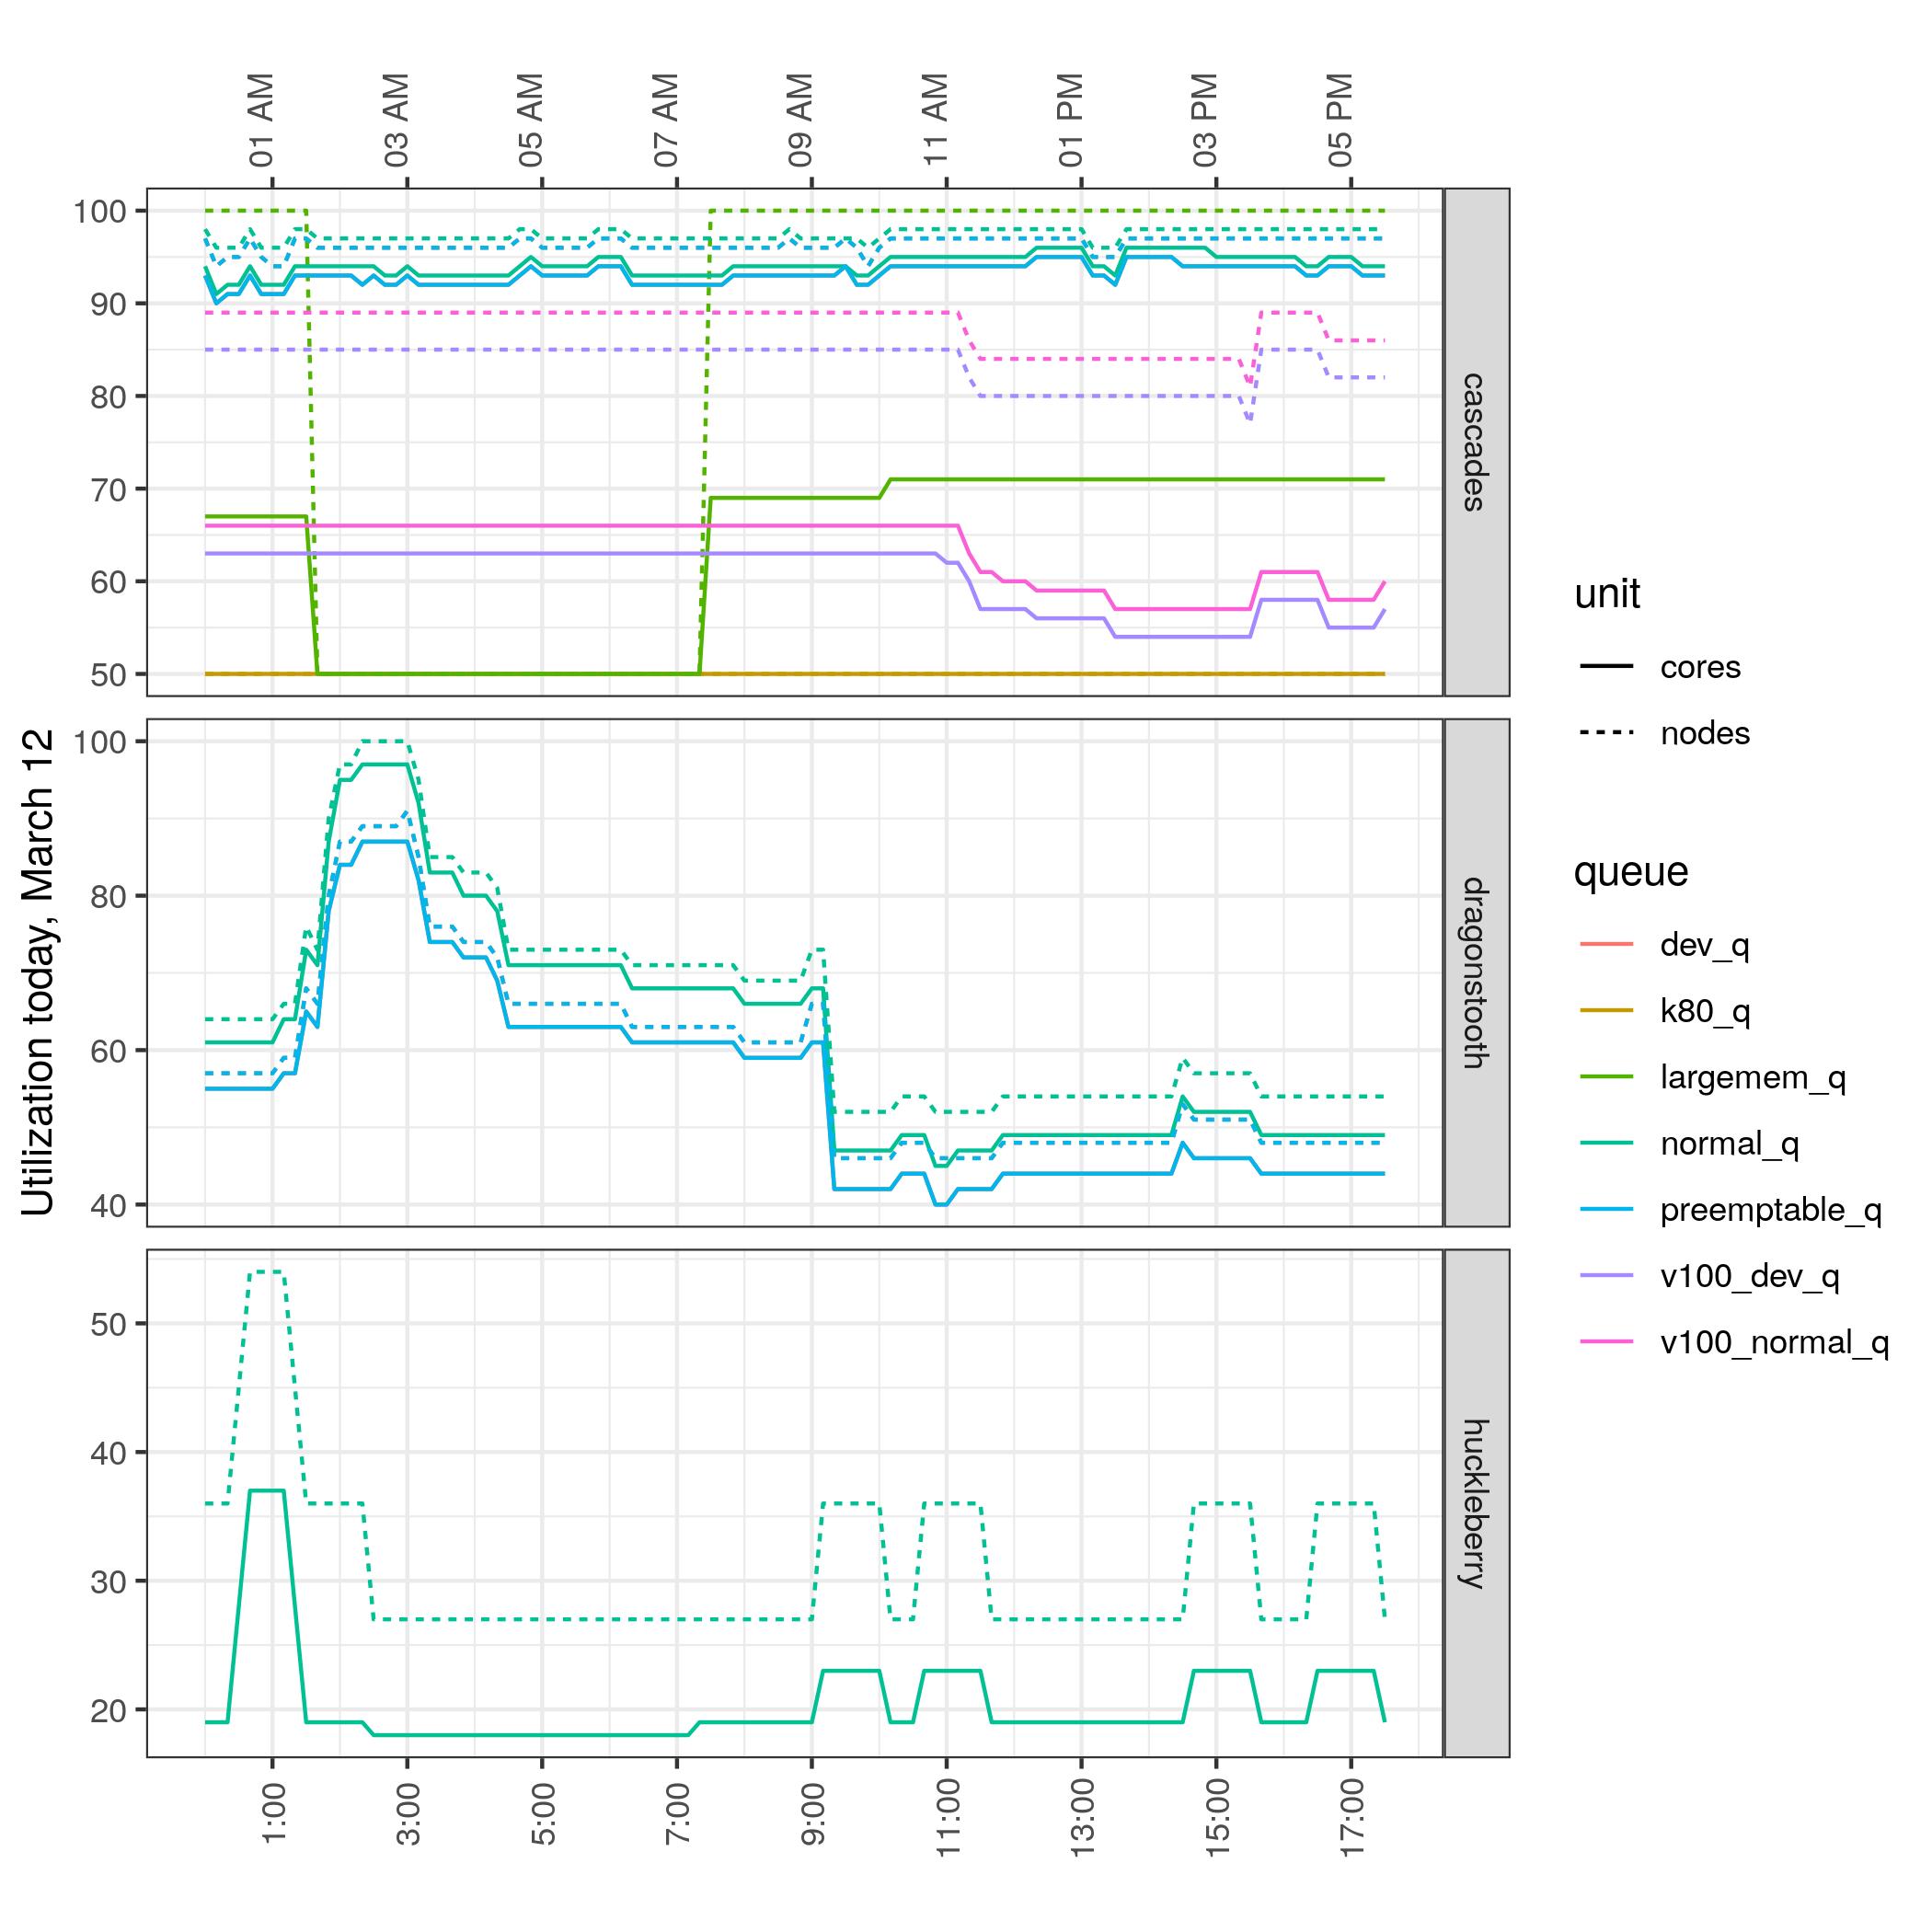 01 AM
03 AM
05 AM
07 AM
09 AM
11 AM
01 PM
03 PM
05 PM
Utilization today, March 12
100
90
80
70
60
50
cascades
100
80
60
40
dragonstooth
50
40
30
20
huckleberry
1:00
3:00
5:00
7:00
9:00
11:00
13:00
15:00
17:00
unit
cores
nodes
queue
dev_q
k80_q
largemem_q
normal_q
preemptable_q
v100_dev_q
v100_normal_q